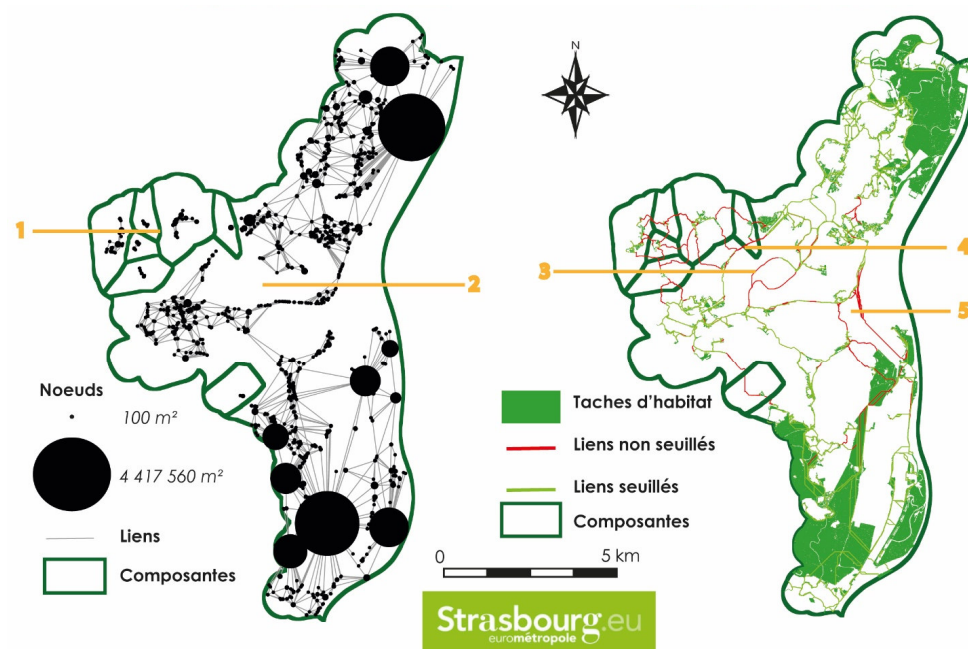 N
1
2
3
4
5
Noeuds
100 m²
4 417 560 m²
Liens
Composantes
Taches d'habitat
Liens non seuillés
Liens seuillés
Composantes
0 5 km
Strasbourg.eu
eurométropole